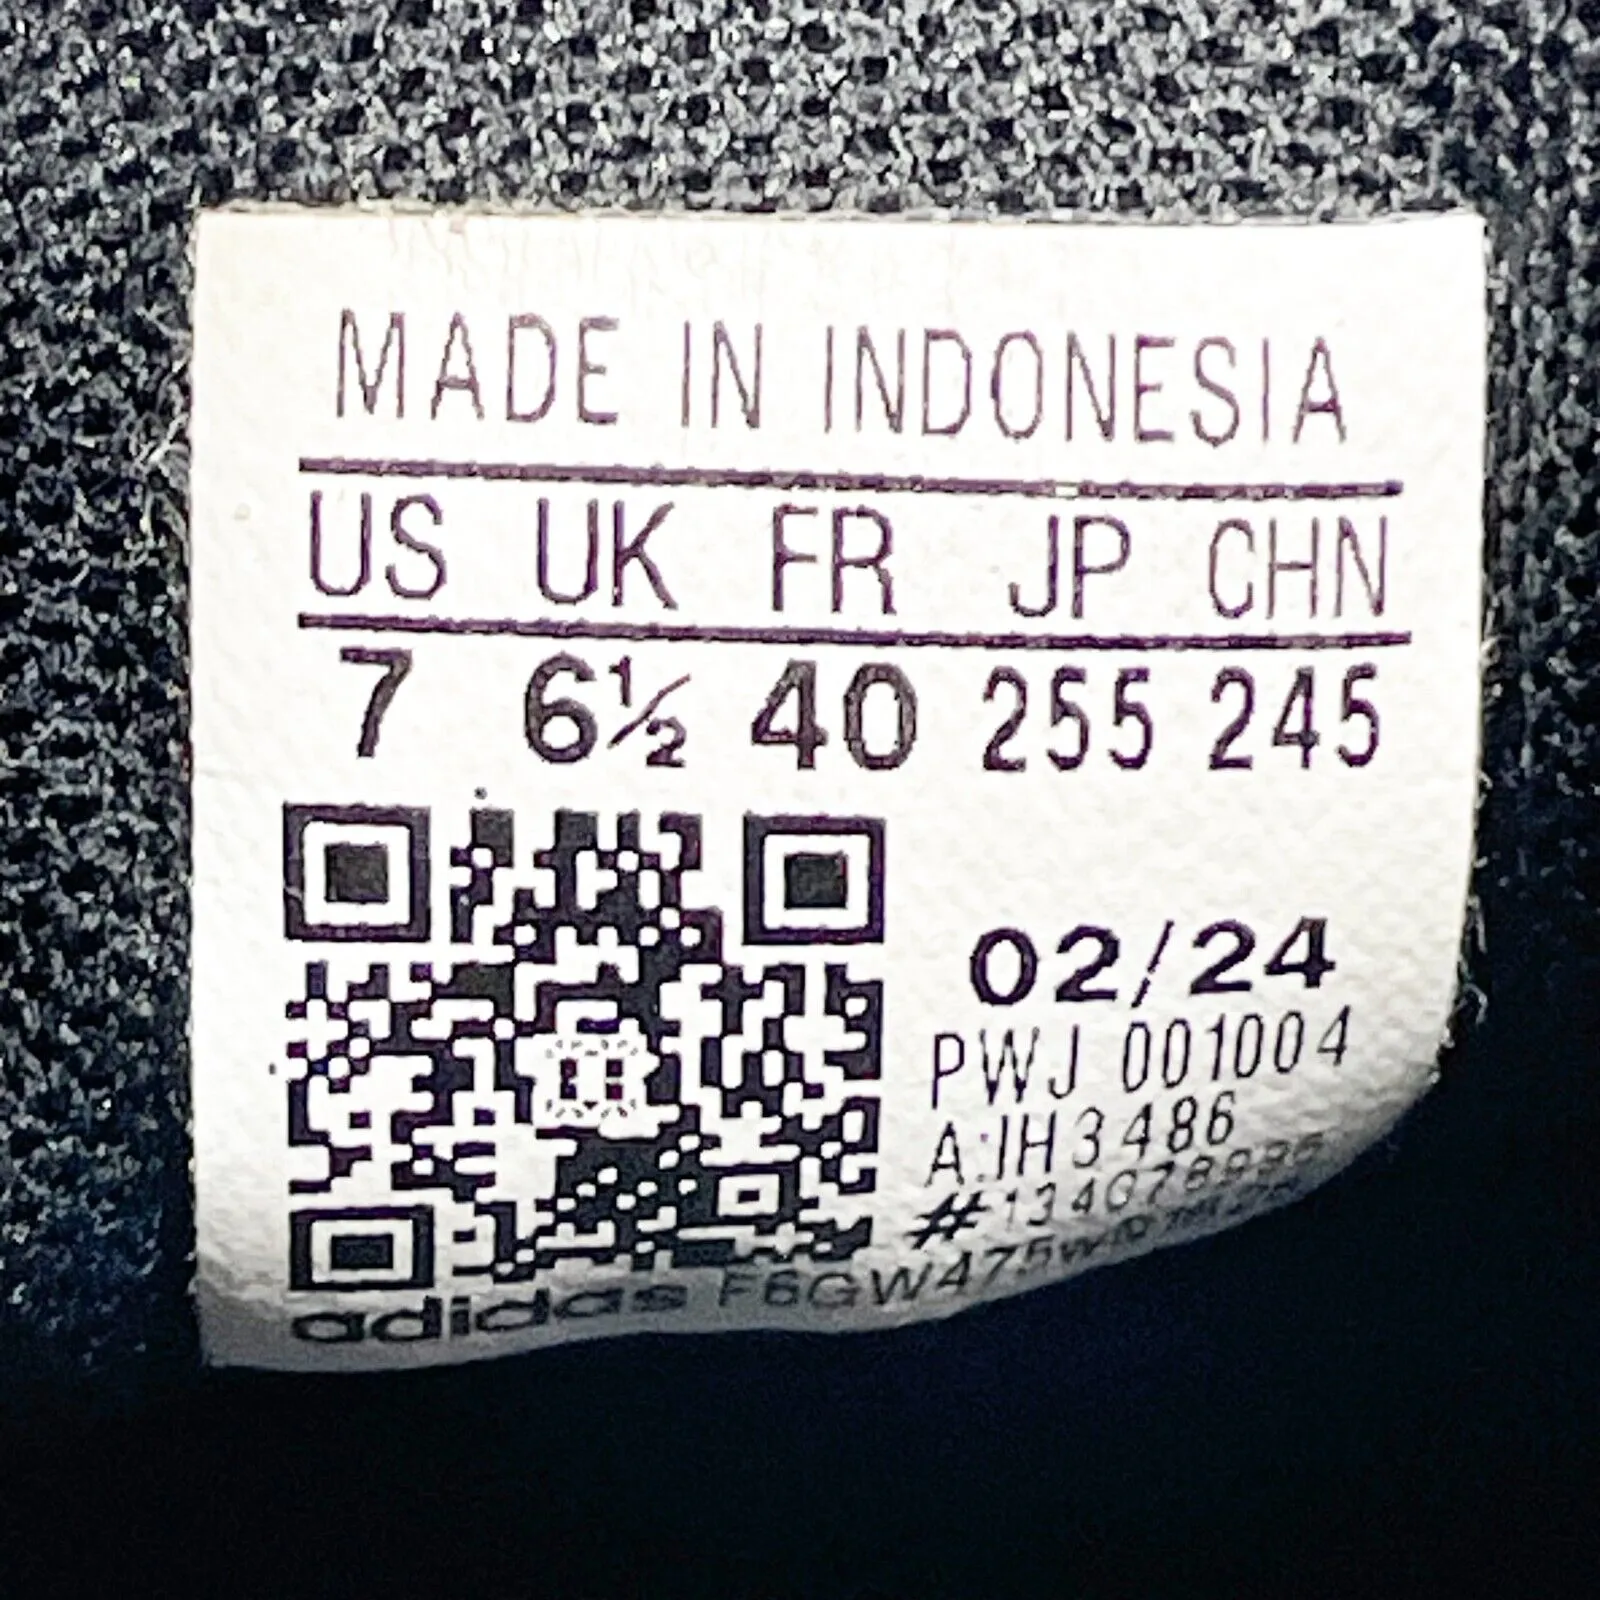 MADE IN INDONESIA
US UK FR JP CHN
7 6½ 40 255 245
02/24
PWJ 001004
A:IH3486
adidas